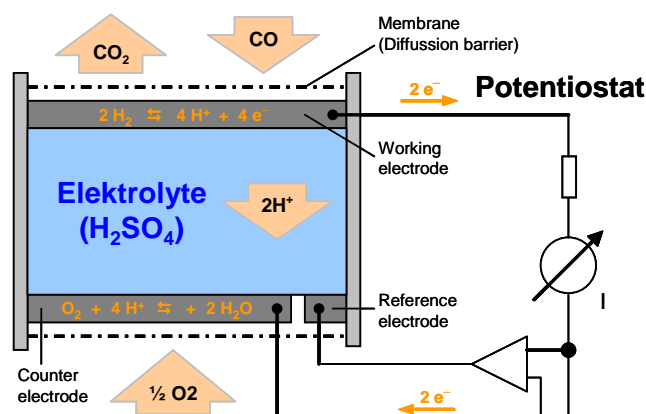 CO₂
CO
Membrane
(Diffussion barrier)
2 e⁻
Potentiostat
2 H₂ ⇆ 4 H⁺ + 4 e⁻
Working
electrode
Elektrolyte
(H₂SO₄)
2H⁺
I
O₂ + 4 H⁺ ⇆ + 2 H₂O
Reference
electrode
Counter
electrode
½ O2
2 e⁻